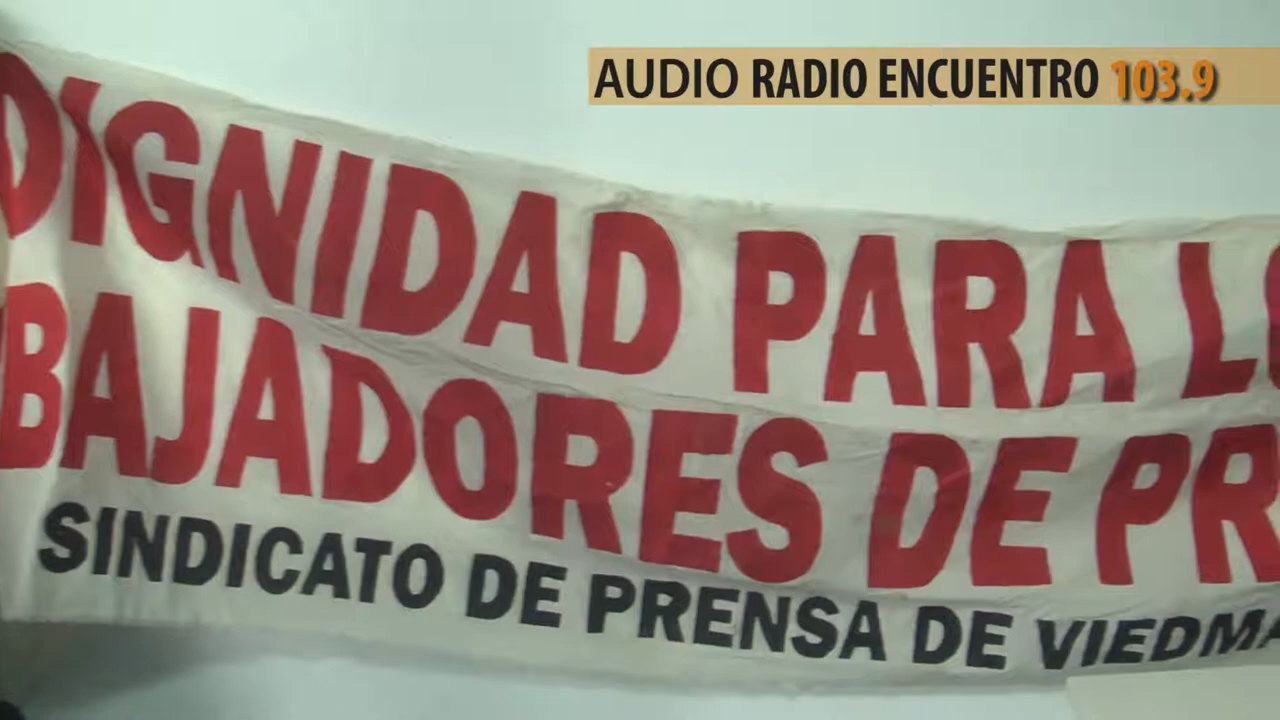 AUDIO RADIO ENCUENTRO 103.9
DIGNIDAD PARA LO
BAJADORES DE PR
SINDICATO DE PRENSA DE VIEDMA